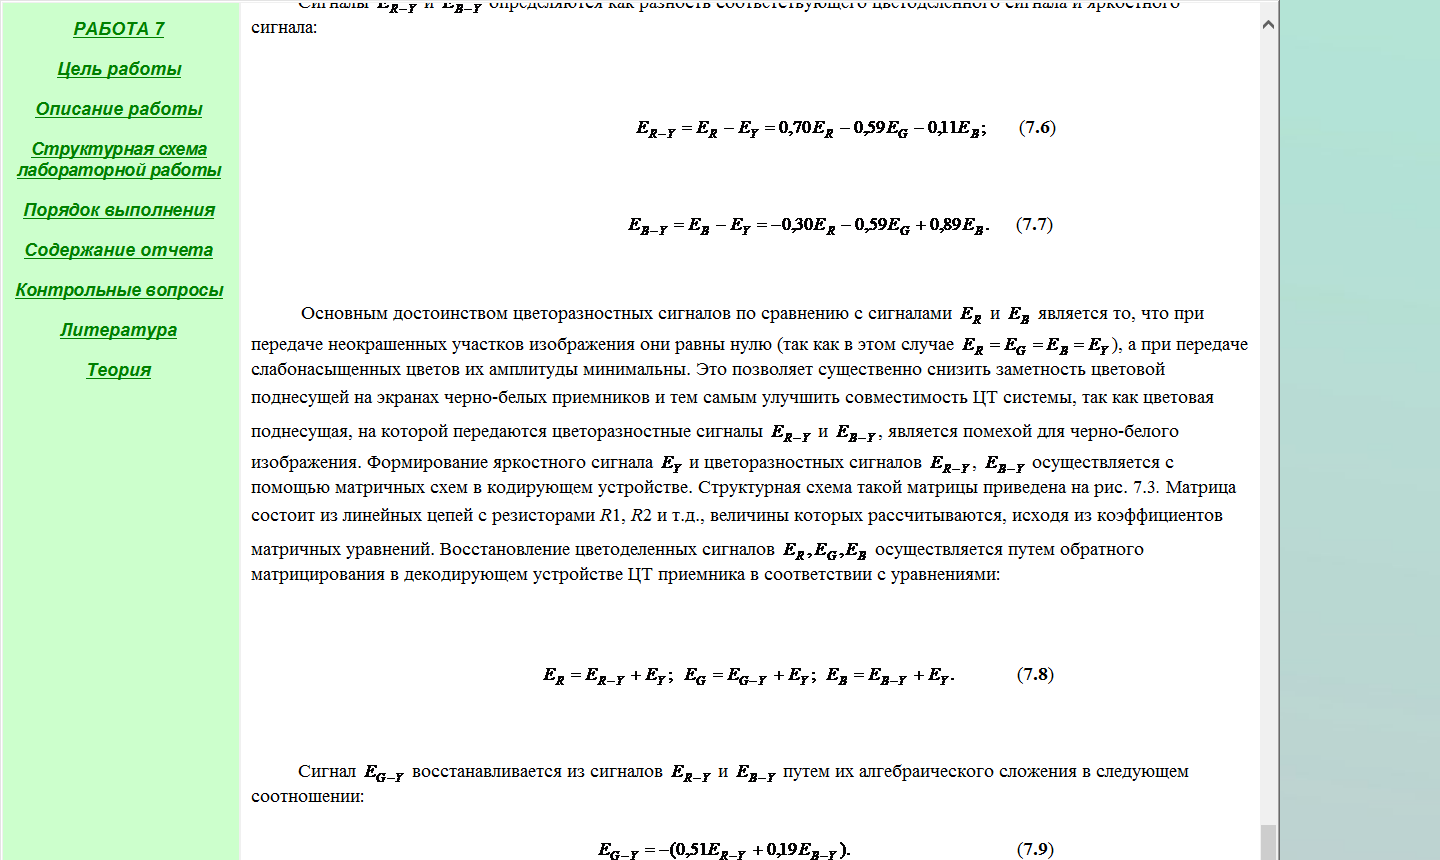 РАБОТА 7
Цель работы
Описание работы
Структурная схема
лабораторной работы
Порядок выполнения
Содержание отчета
Контрольные вопросы
Литература
Теория
Сигналы E_{R–Y} и E_{B–Y} определяются как разность соответствующего цветоделенного сигнала и яркостного
сигнала:
E_{R–Y} = E_R – E_Y = 0,70E_R – 0,59E_G – 0,11E_B; (7.6)
E_{B–Y} = E_B – E_Y = –0,30E_R – 0,59E_G + 0,89E_B. (7.7)
Основным достоинством цветоразностных сигналов по сравнению с сигналами E_R и E_B является то, что при
передаче неокрашенных участков изображения они равны нулю (так как в этом случае E_R = E_G = E_B = E_Y), а при передаче
слабонасыщенных цветов их амплитуды минимальны. Это позволяет существенно снизить заметность цветовой
поднесущей на экранах черно-белых приемников и тем самым улучшить совместимость ЦТ системы, так как цветовая
поднесущая, на которой передаются цветоразностные сигналы E_{R–Y} и E_{B–Y}, является помехой для черно-белого
изображения. Формирование яркостного сигнала E_Y и цветоразностных сигналов E_{R–Y}, E_{B–Y} осуществляется с
помощью матричных схем в кодирующем устройстве. Структурная схема такой матрицы приведена на рис. 7.3. Матрица
состоит из линейных цепей с резисторами R1, R2 и т.д., величины которых рассчитываются, исходя из коэффициентов
матричных уравнений. Восстановление цветоделенных сигналов E_R, E_G, E_B осуществляется путем обратного
матрицирования в декодирующем устройстве ЦТ приемника в соответствии с уравнениями:
E_R = E_{R–Y} + E_Y; E_G = E_{G–Y} + E_Y; E_B = E_{B–Y} + E_Y. (7.8)
Сигнал E_{G–Y} восстанавливается из сигналов E_{R–Y} и E_{B–Y} путем их алгебраического сложения в следующем
соотношении:
E_{G–Y} = –(0,51E_{R–Y} + 0,19E_{B–Y}). (7.9)